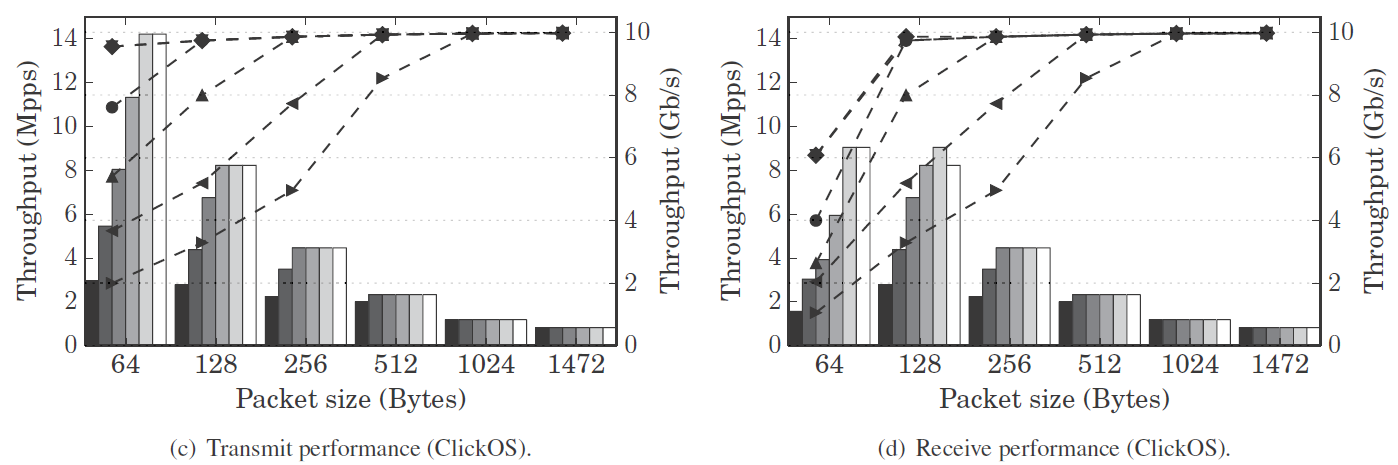 Throughput (Mpps)
14
12
10
8
6
4
2
0
64 128 256 512 1024 1472
Packet size (Bytes)
10
8
6
4
2
0
Throughput (Gb/s)
(c) Transmit performance (ClickOS).
Throughput (Mpps)
14
12
10
8
6
4
2
0
64 128 256 512 1024 1472
Packet size (Bytes)
10
8
6
4
2
0
Throughput (Gb/s)
(d) Receive performance (ClickOS).